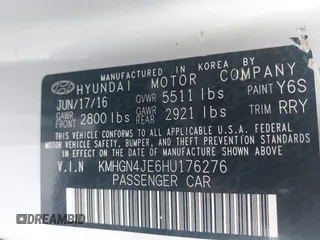 MANUFACTURED IN KOREA BY
HYUNDAI MOTOR COMPANY
JUN/17/16 GVWR 5511 lbs PAINT Y6S
GAWR FRONT 2800 lbs GAWR REAR 2921 lbs TRIM RRY
THIS VEHICLE CONFORMS TO ALL APPLICABLE
FEDERAL MOTOR VEHICLE SAFETY, BUMPER, AND
THEFT PREVENTION STANDARDS IN EFFECT ON THE
DATE OF MANUFACTURE SHOWN ABOVE.
V.I.N KMHGN4JE6HU176276
PASSENGER CAR
AUTOHELPERBOT.COM